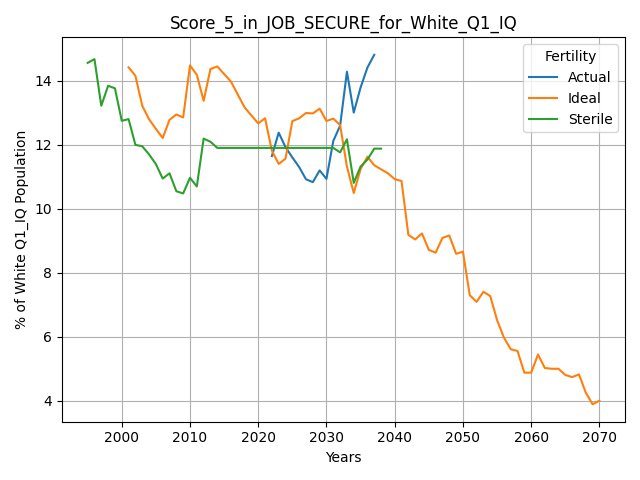 Score_5_in_JOB_SECURE_for_White_Q1_IQ
Fertility
Actual
Ideal
Sterile
% of White Q1_IQ Population
14
12
10
8
6
4
2000 2010 2020 2030 2040 2050 2060 2070
Years